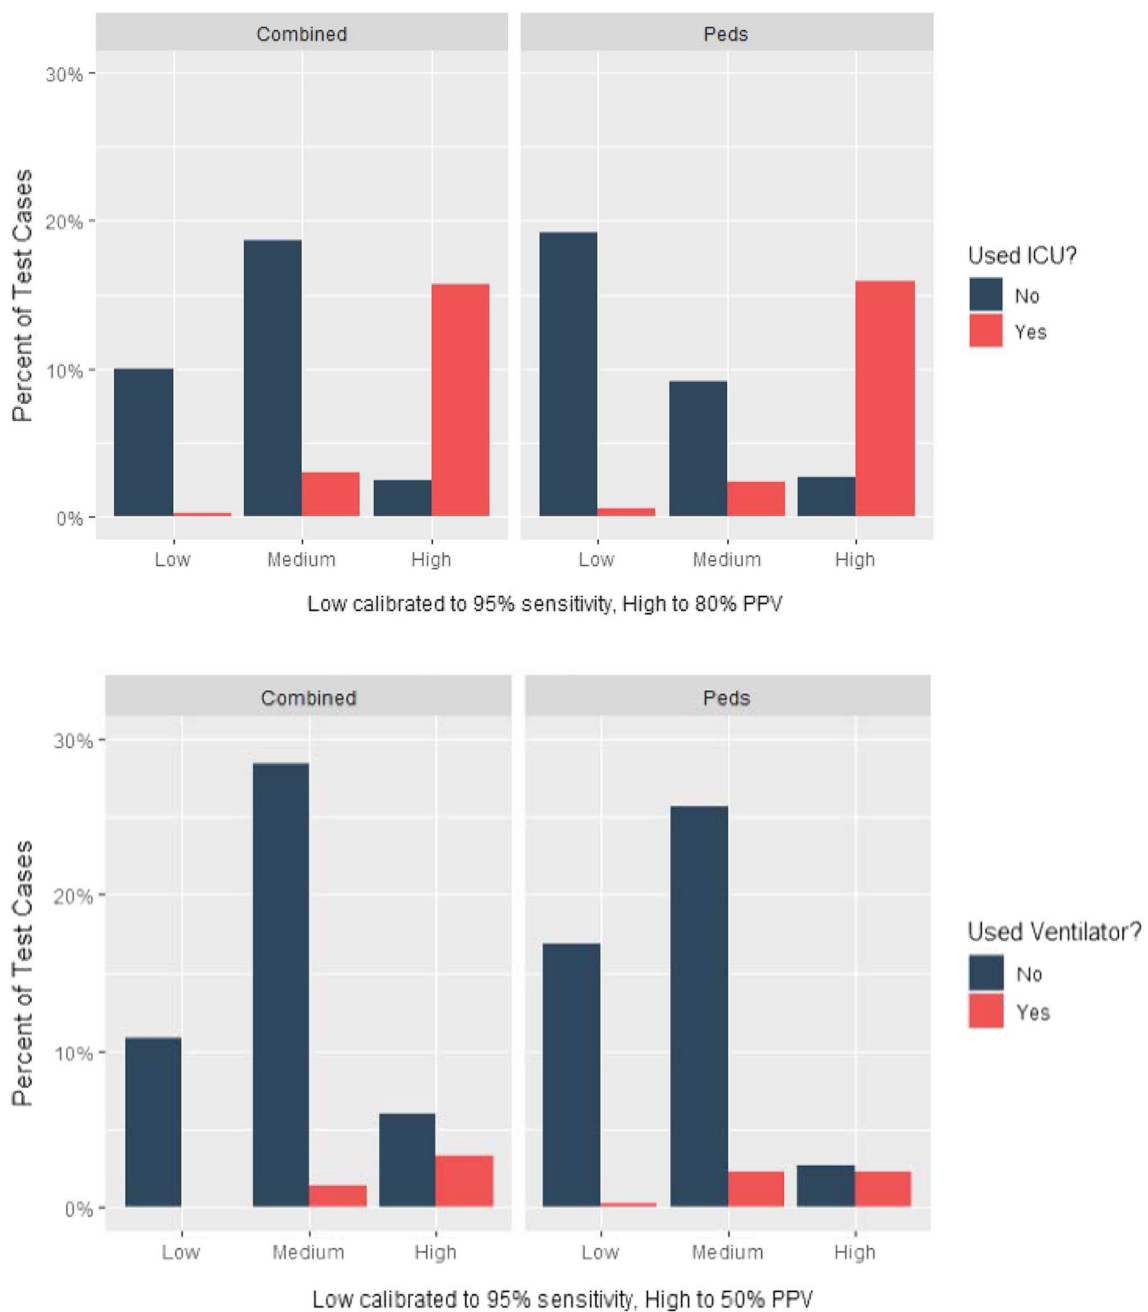 Combined
Peds
30%
20%
10%
0%
Percent of Test Cases
Low
Medium
High
Low
Medium
High
Low calibrated to 95% sensitivity, High to 80% PPV
Used ICU?
No
Yes
Combined
Peds
30%
20%
10%
0%
Percent of Test Cases
Low
Medium
High
Low
Medium
High
Low calibrated to 95% sensitivity, High to 50% PPV
Used Ventilator?
No
Yes